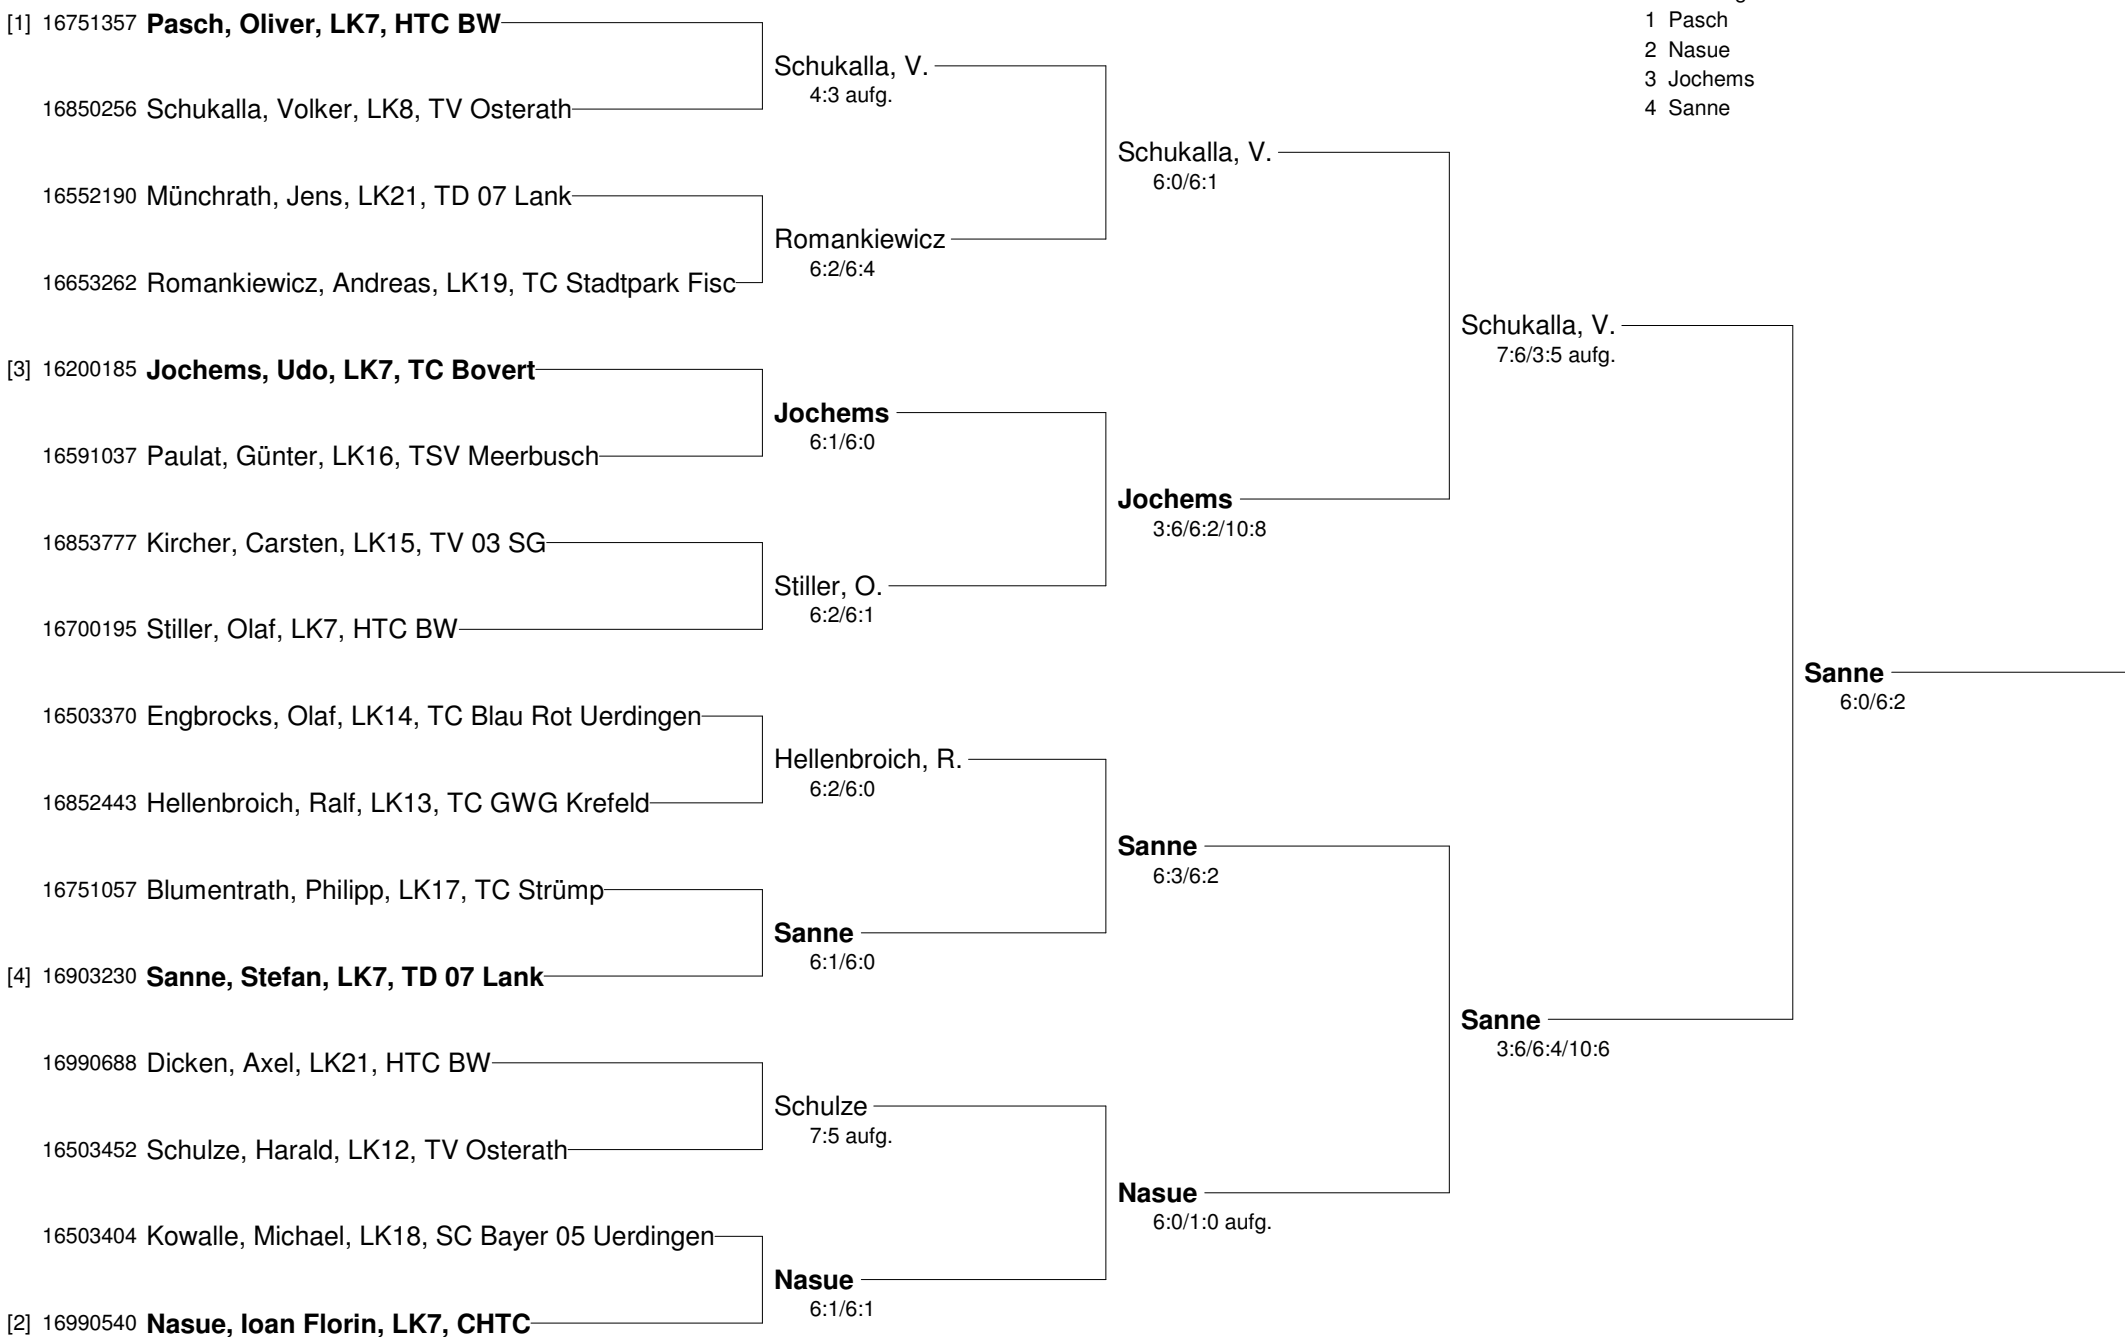 [1] 16751357 Pasch, Oliver, LK7, HTC BW
1 Pasch
2 Nasue
Schukalla, V.
4:3 aufg.
3 Jochems
16850256 Schukalla, Volker, LK8, TV Osterath
4 Sanne
Schukalla, V.
6:0/6:1
16552190 Münchrath, Jens, LK21, TD 07 Lank
Romankiewicz
6:2/6:4
16653262 Romankiewicz, Andreas, LK19, TC Stadtpark Fisc
Schukalla, V.
7:6/3:5 aufg.
[3] 16200185 Jochems, Udo, LK7, TC Bovert
Jochems
6:1/6:0
16591037 Paulat, Günter, LK16, TSV Meerbusch
Jochems
3:6/6:2/10:8
16853777 Kircher, Carsten, LK15, TV 03 SG
Stiller, O.
6:2/6:1
16700195 Stiller, Olaf, LK7, HTC BW
Sanne
6:0/6:2
16503370 Engbrocks, Olaf, LK14, TC Blau Rot Uerdingen
Hellenbroich, R.
6:2/6:0
16852443 Hellenbroich, Ralf, LK13, TC GWG Krefeld
Sanne
6:3/6:2
16751057 Blumentrath, Philipp, LK17, TC Strümp
Sanne
6:1/6:0
[4] 16903230 Sanne, Stefan, LK7, TD 07 Lank
Sanne
3:6/6:4/10:6
16990688 Dicken, Axel, LK21, HTC BW
Schulze
7:5 aufg.
16503452 Schulze, Harald, LK12, TV Osterath
Nasue
6:0/1:0 aufg.
16503404 Kowalle, Michael, LK18, SC Bayer 05 Uerdingen
Nasue
6:1/6:1
[2] 16990540 Nasue, Ioan Florin, LK7, CHTC